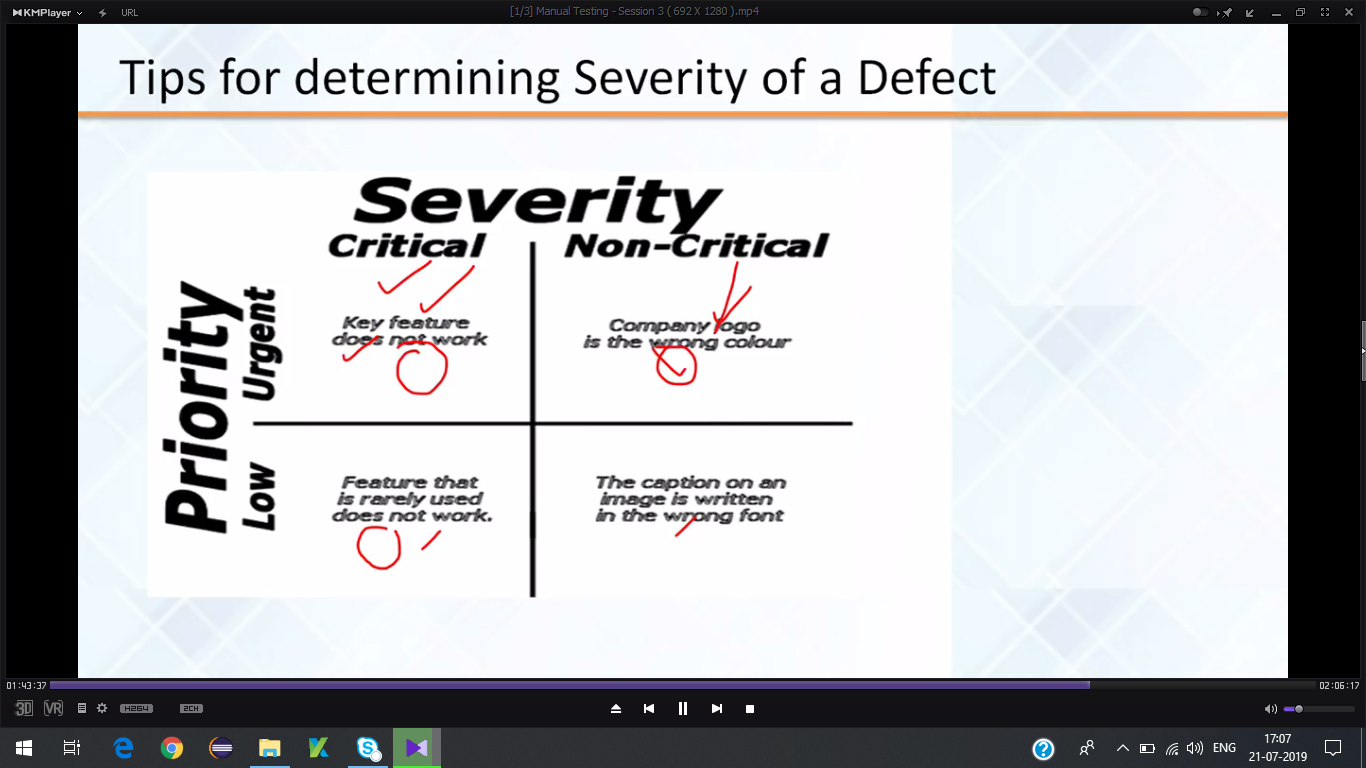 KMPlayer
URL
[1/3] Manual Testing - Session 3 ( 692 X 1280 ).mp4
Tips for determining Severity of a Defect
Severity
Critical
Non-Critical
Priority
Urgent
Low
Key feature
does not work
Company logo
is the wrong colour
Feature that
is rarely used
does not work.
The caption on an
image is written
in the wrong font
01:43:37
02:06:17
3D
VR
H264
2CH
ENG
17:07
21-07-2019